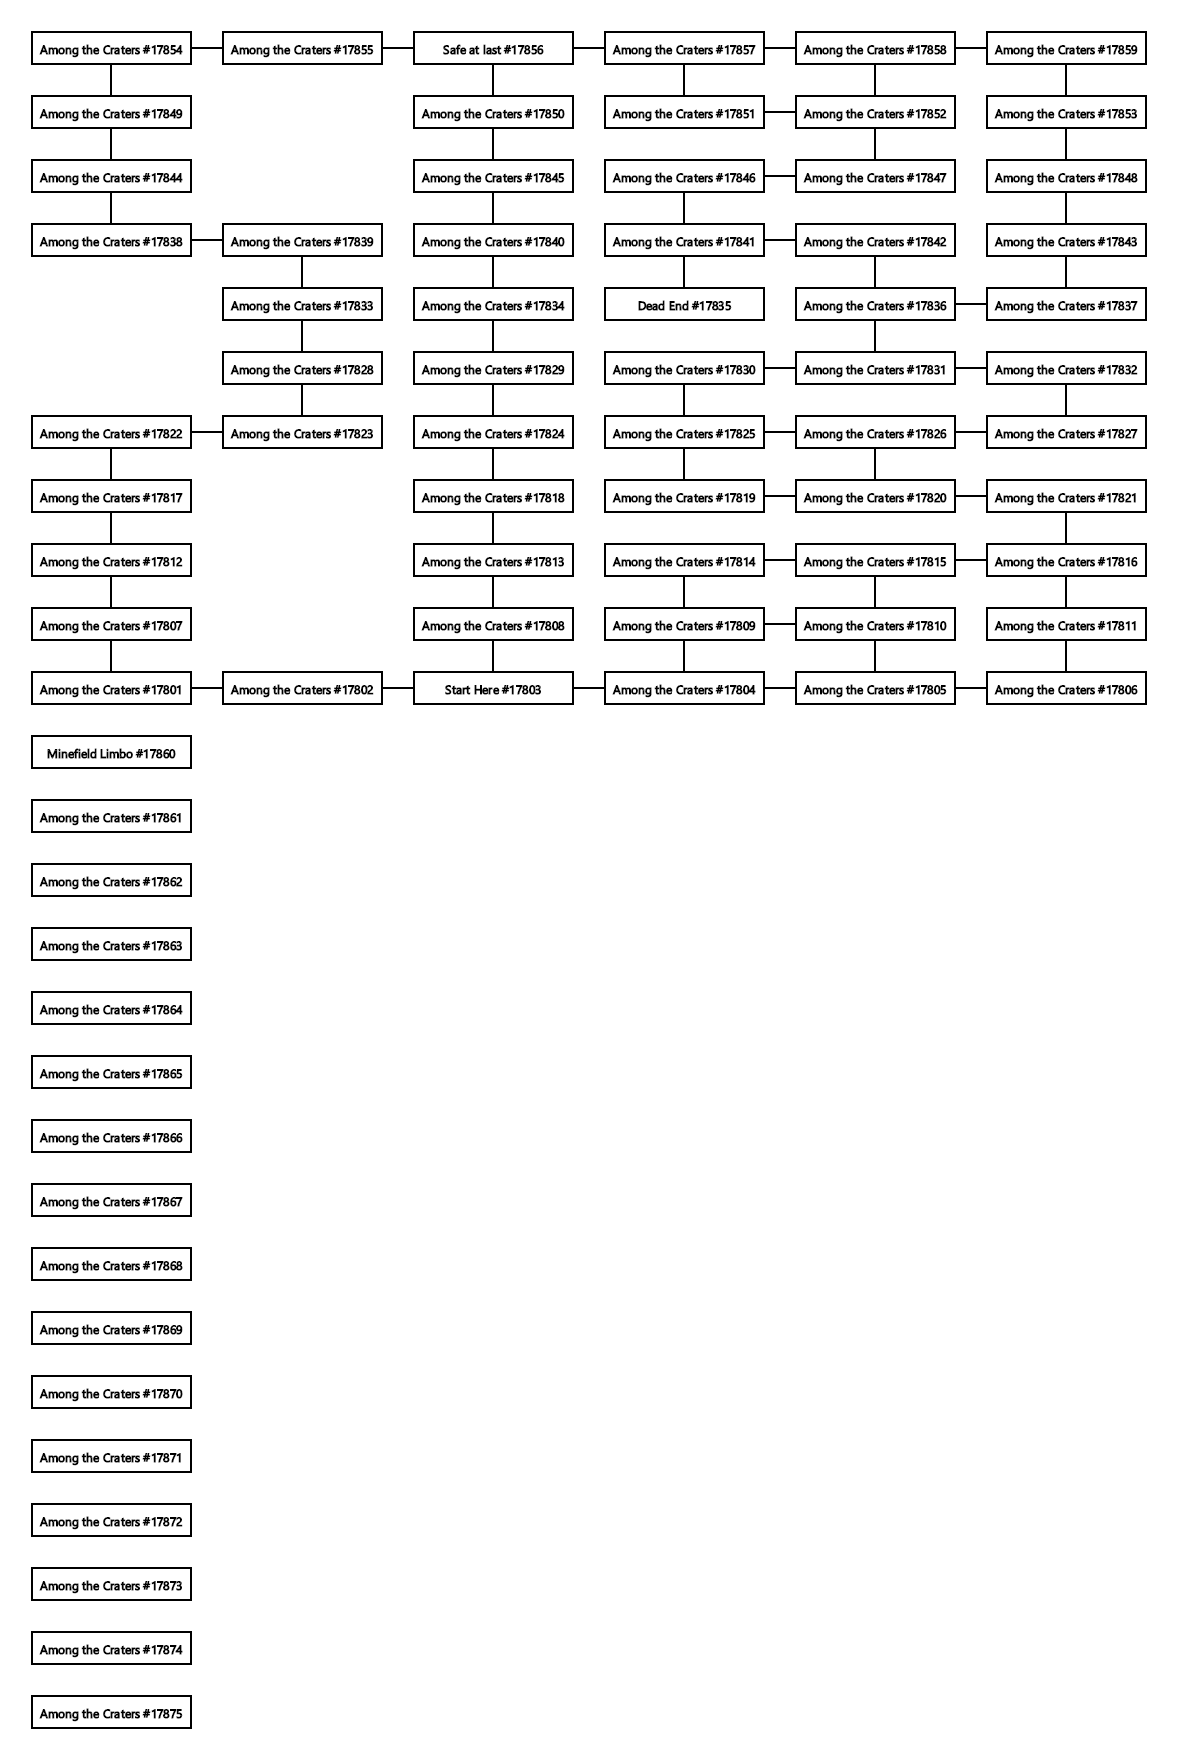 Among the Craters #17854
Among the Craters #17855
Safe at last #17856
Among the Craters #17857
Among the Craters #17858
Among the Craters #17859
Among the Craters #17849
Among the Craters #17850
Among the Craters #17851
Among the Craters #17852
Among the Craters #17853
Among the Craters #17844
Among the Craters #17845
Among the Craters #17846
Among the Craters #17847
Among the Craters #17848
Among the Craters #17838
Among the Craters #17839
Among the Craters #17840
Among the Craters #17841
Among the Craters #17842
Among the Craters #17843
Among the Craters #17833
Among the Craters #17834
Dead End #17835
Among the Craters #17836
Among the Craters #17837
Among the Craters #17828
Among the Craters #17829
Among the Craters #17830
Among the Craters #17831
Among the Craters #17832
Among the Craters #17822
Among the Craters #17823
Among the Craters #17824
Among the Craters #17825
Among the Craters #17826
Among the Craters #17827
Among the Craters #17817
Among the Craters #17818
Among the Craters #17819
Among the Craters #17820
Among the Craters #17821
Among the Craters #17812
Among the Craters #17813
Among the Craters #17814
Among the Craters #17815
Among the Craters #17816
Among the Craters #17807
Among the Craters #17808
Among the Craters #17809
Among the Craters #17810
Among the Craters #17811
Among the Craters #17801
Among the Craters #17802
Start Here #17803
Among the Craters #17804
Among the Craters #17805
Among the Craters #17806
Minefield Limbo #17860
Among the Craters #17861
Among the Craters #17862
Among the Craters #17863
Among the Craters #17864
Among the Craters #17865
Among the Craters #17866
Among the Craters #17867
Among the Craters #17868
Among the Craters #17869
Among the Craters #17870
Among the Craters #17871
Among the Craters #17872
Among the Craters #17873
Among the Craters #17874
Among the Craters #17875